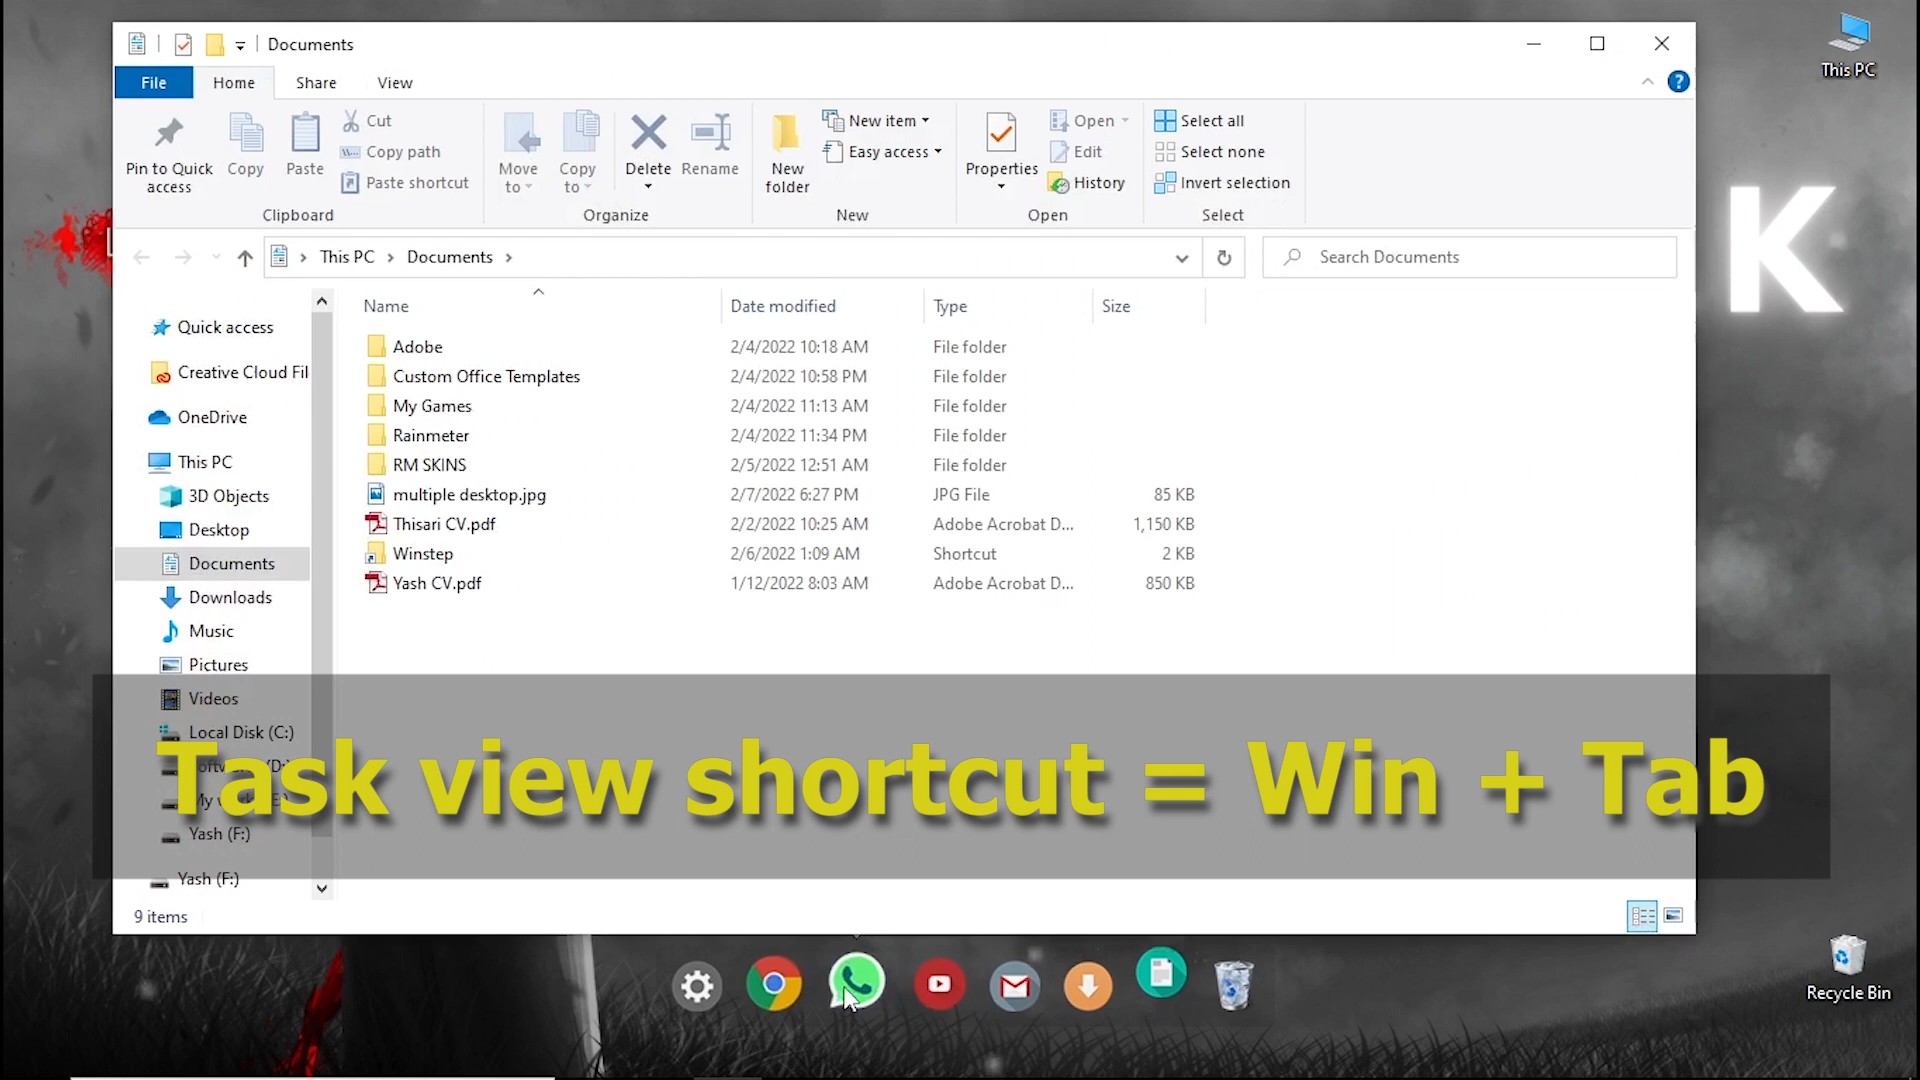 Documents
This PC
File Home Share View
Pin to Quick access
Copy
Paste
Cut
Copy path
Paste shortcut
Move to
Copy to
Delete
Rename
New folder
New item
Easy access
Properties
Open
Edit
History
Select all
Select none
Invert selection
Clipboard Organize New Open Select
K
This PC Documents
Search Documents
Name Date modified Type Size
Quick access
Creative Cloud Fil
OneDrive
This PC
3D Objects
Desktop
Documents
Downloads
Music
Pictures
Videos
Local Disk (C:)
Yash (F:)
Yash (F:)
Adobe 2/4/2022 10:18 AM File folder
Custom Office Templates 2/4/2022 10:58 PM File folder
My Games 2/4/2022 11:13 AM File folder
Rainmeter 2/4/2022 11:34 PM File folder
RM SKINS 2/5/2022 12:51 AM File folder
multiple desktop.jpg 2/7/2022 6:27 PM JPG File 85 KB
Thisari CV.pdf 2/2/2022 10:25 AM Adobe Acrobat D... 1,150 KB
Winstep 2/6/2022 1:09 AM Shortcut 2 KB
Yash CV.pdf 1/12/2022 8:03 AM Adobe Acrobat D... 850 KB
Task view shortcut = Win + Tab
9 items
Recycle Bin